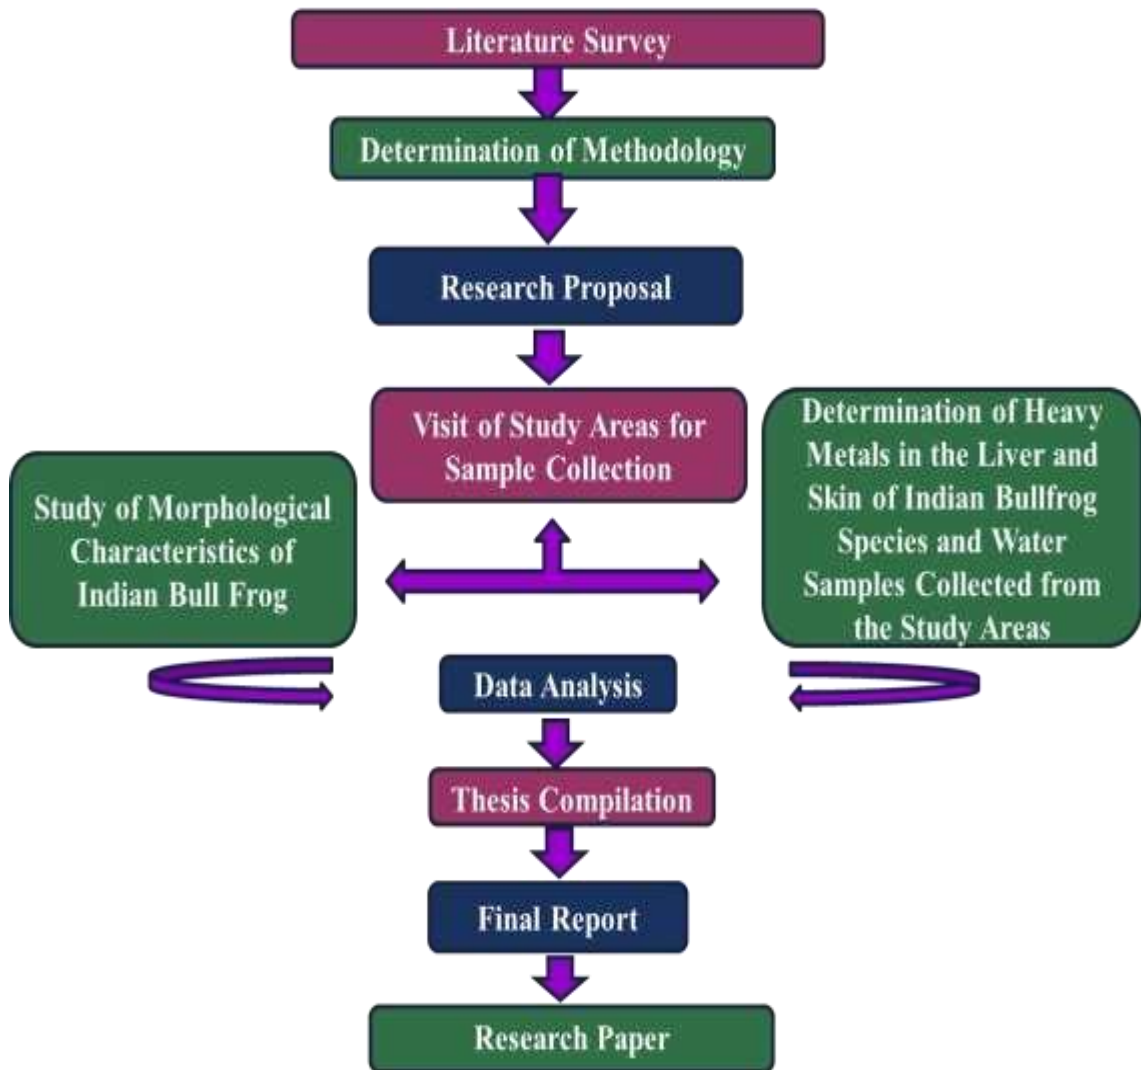 Literature Survey
Determination of Methodology
Research Proposal
Visit of Study Areas for
Sample Collection
Study of Morphological
Characteristics of
Indian Bull Frog
Determination of Heavy
Metals in the Liver and
Skin of Indian Bullfrog
Species and Water
Samples Collected from
the Study Areas
Data Analysis
Thesis Compilation
Final Report
Research Paper